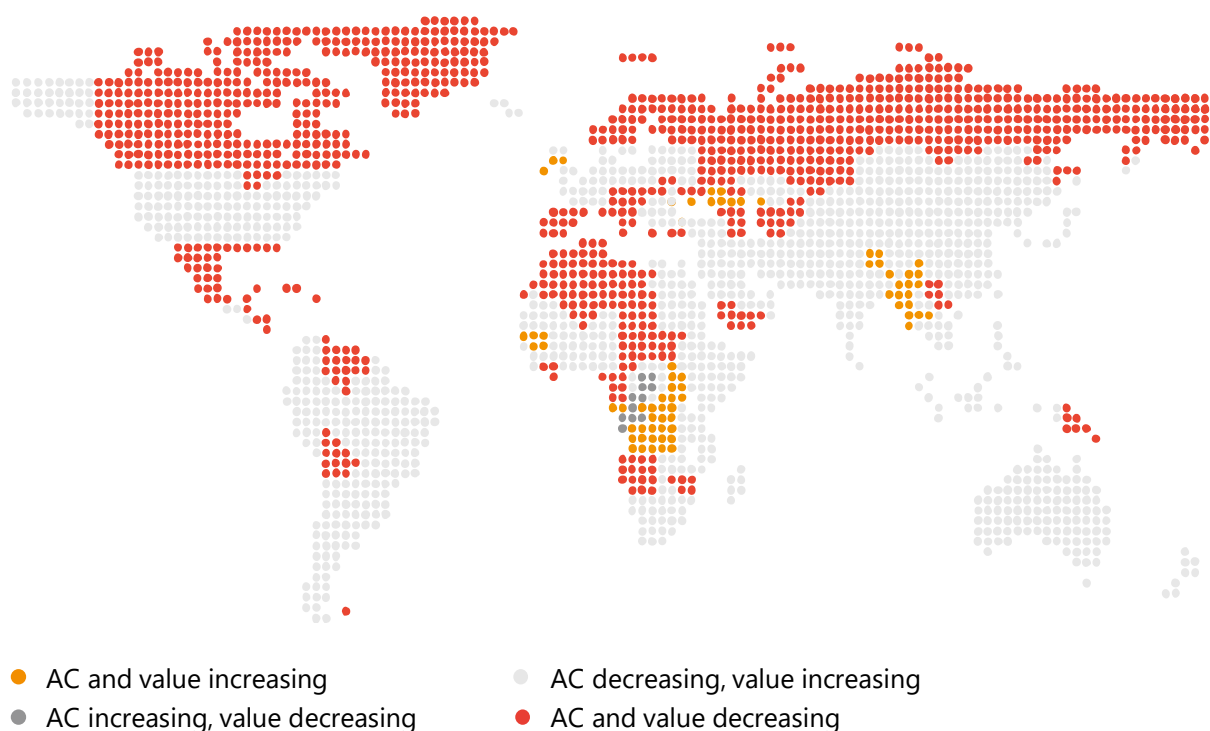 AC and value increasing
AC decreasing, value increasing
AC increasing, value decreasing
AC and value decreasing